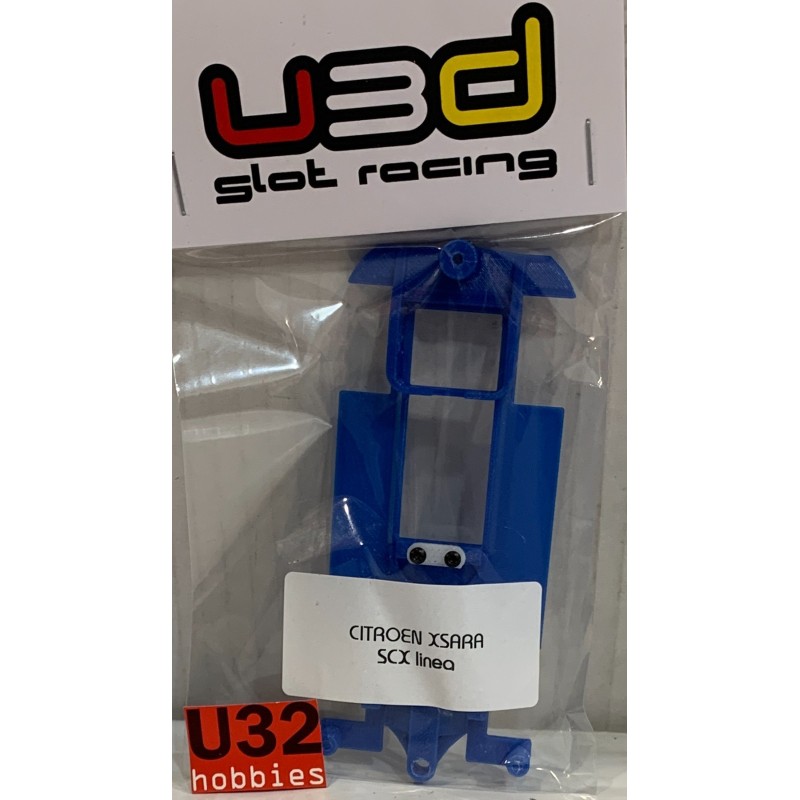 u3d
slot racing
CITROEN XSARA
SCX linea
U32
hobbies